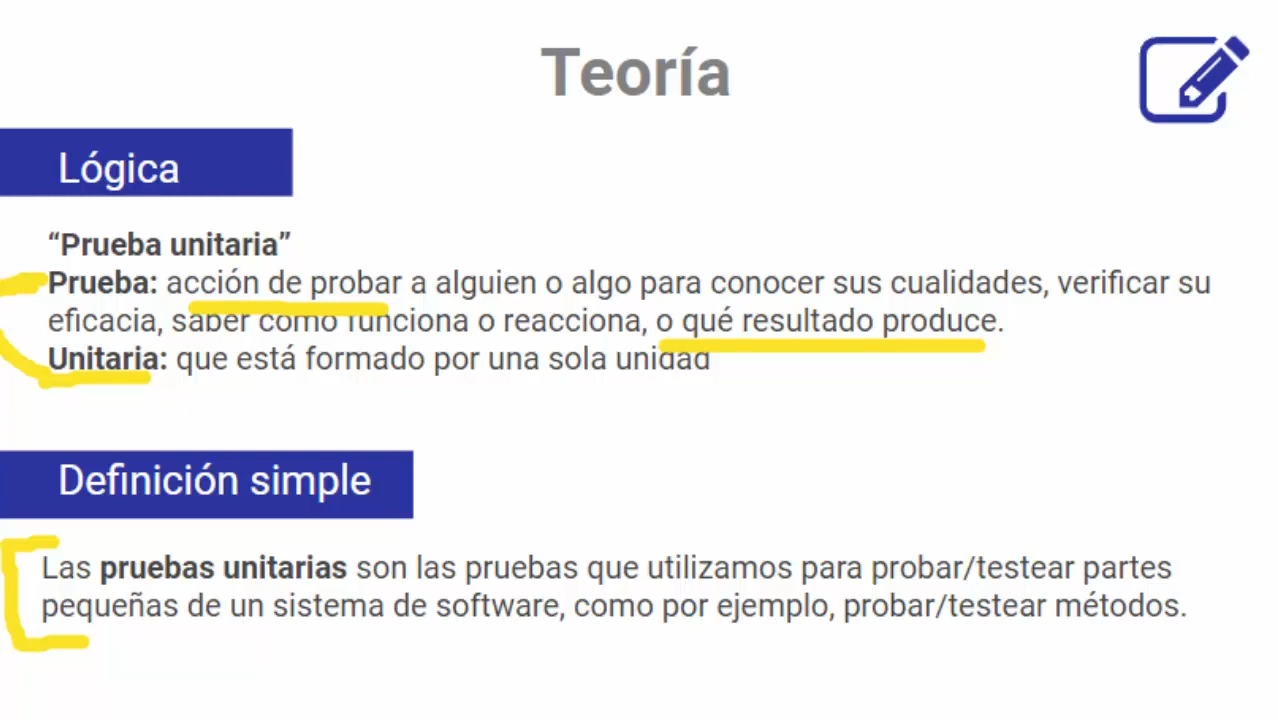 Teoría
Lógica
“Prueba unitaria”
Prueba: acción de probar a alguien o algo para conocer sus cualidades, verificar su
eficacia, saber cómo funciona o reacciona, o qué resultado produce.
Unitaria: que está formado por una sola unidad
Definición simple
Las pruebas unitarias son las pruebas que utilizamos para probar/testear partes
pequeñas de un sistema de software, como por ejemplo, probar/testear métodos.